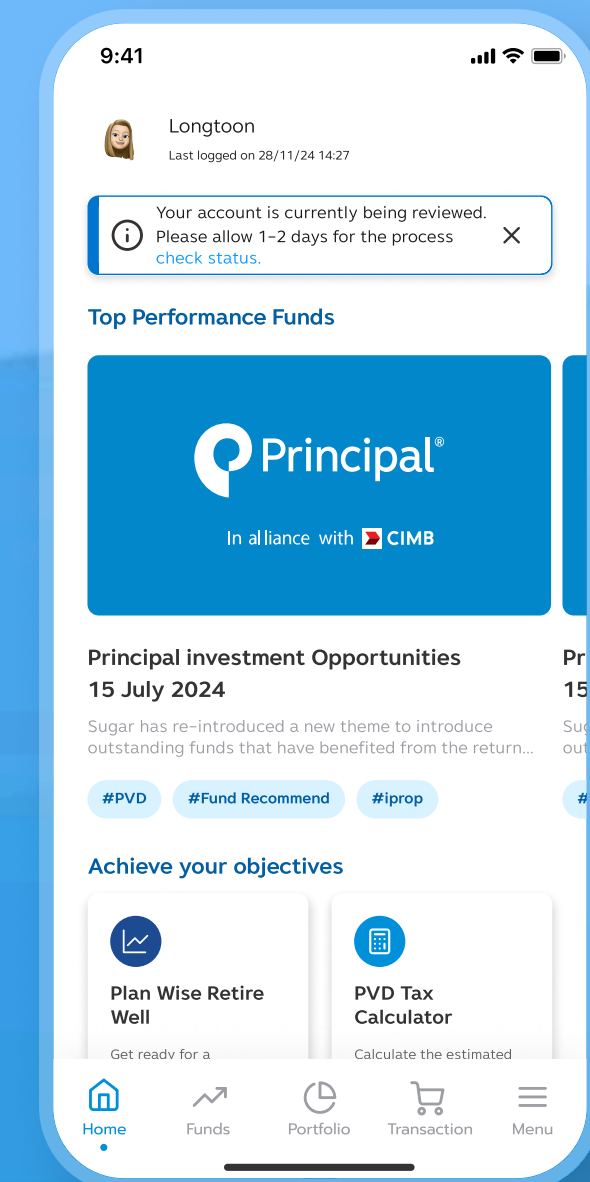 9:41
Longtoon
Last logged on 28/11/24 14:27
Your account is currently being reviewed.
Please allow 1-2 days for the process
check status.
Top Performance Funds
Principal®
In alliance with CIMB
Principal investment Opportunities
15 July 2024
Sugar has re-introduced a new theme to introduce
outstanding funds that have benefited from the return...
#PVD #Fund Recommend #iprop
Pr
15
Sug
out
#
Achieve your objectives
Plan Wise Retire
Well
Get ready for a
PVD Tax
Calculator
Calculate the estimated
Home Funds Portfolio Transaction Menu